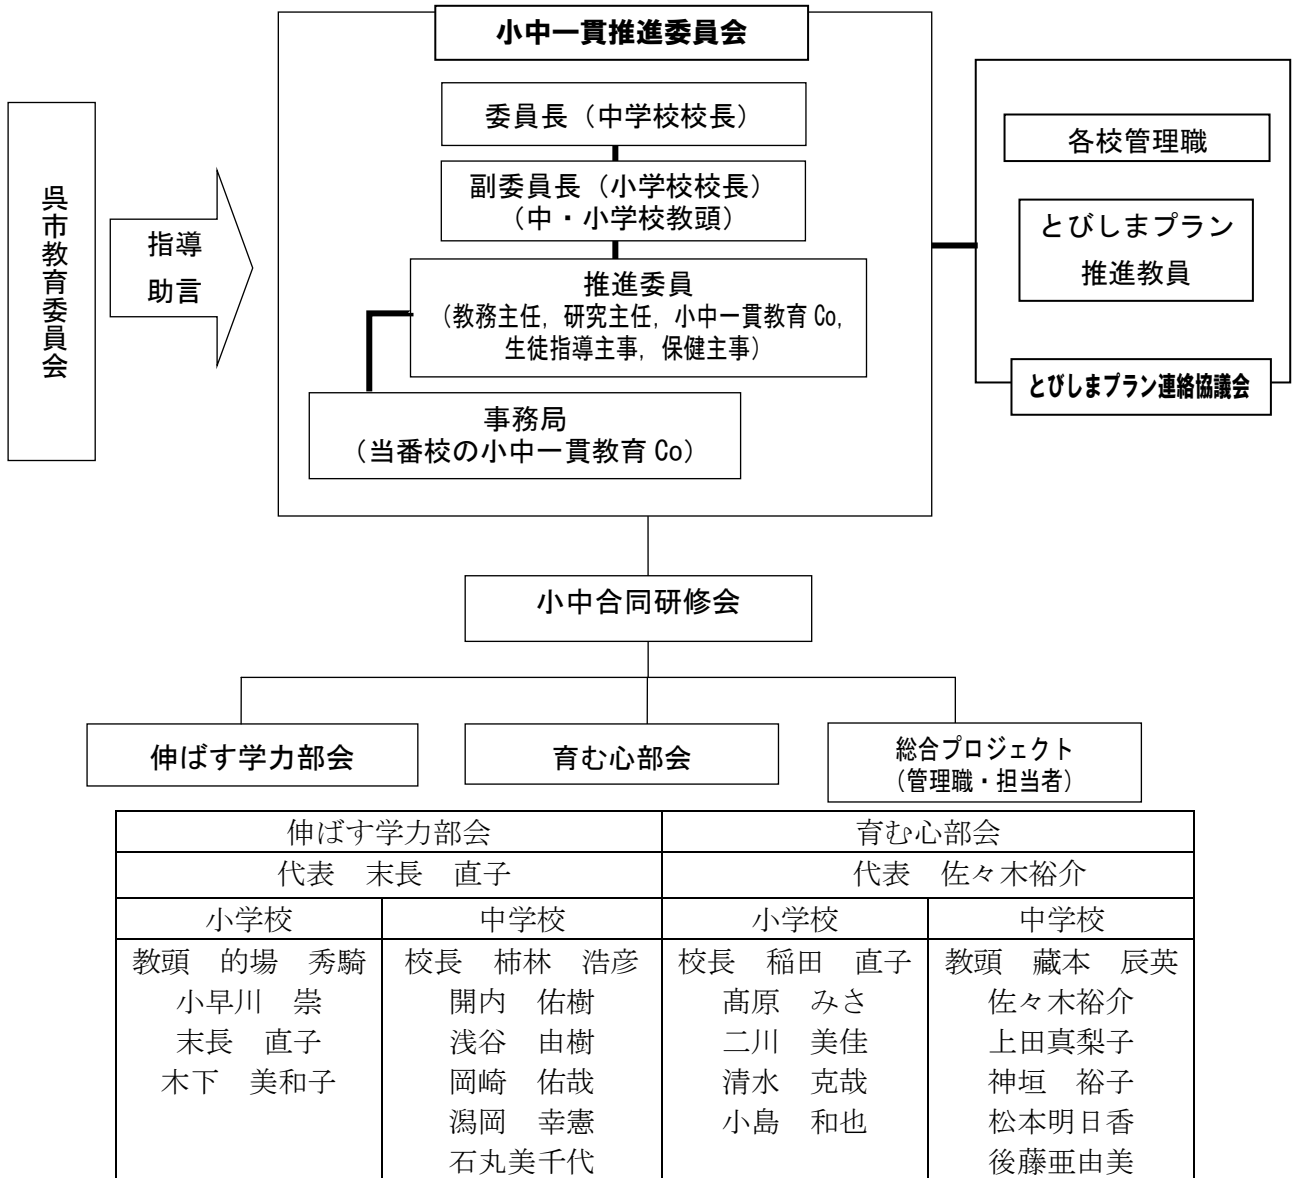 小中一貫推進委員会
委員長（中学校校長）
副委員長（小学校校長）
（中・小学校教頭）
推進委員
（教務主任，研究主任，小中一貫教育 Co，
生徒指導主事，保健主事）
事務局
（当番校の小中一貫教育 Co）
呉市教育委員会
指導
助言
各校管理職
とびしまプラン
推進教員
とびしまプラン連絡協議会
小中合同研修会
伸ばす学力部会
育む心部会
総合プロジェクト
（管理職・担当者）
伸ばす学力部会 育む心部会
代表　末長　直子 代表　佐々木裕介
小学校 中学校 小学校 中学校
教頭　的場　秀騎 校長　柿林　浩彦 校長　稲田　直子 教頭　藏本　辰英
小早川　崇 開内　佑樹 髙原　みさ 佐々木裕介
末長　直子 浅谷　由樹 二川　美佳 上田真梨子
木下　美和子 岡崎　佑哉 清水　克哉 神垣　裕子
潟岡　幸憲 小島　和也 松本明日香
石丸美千代 後藤亜由美